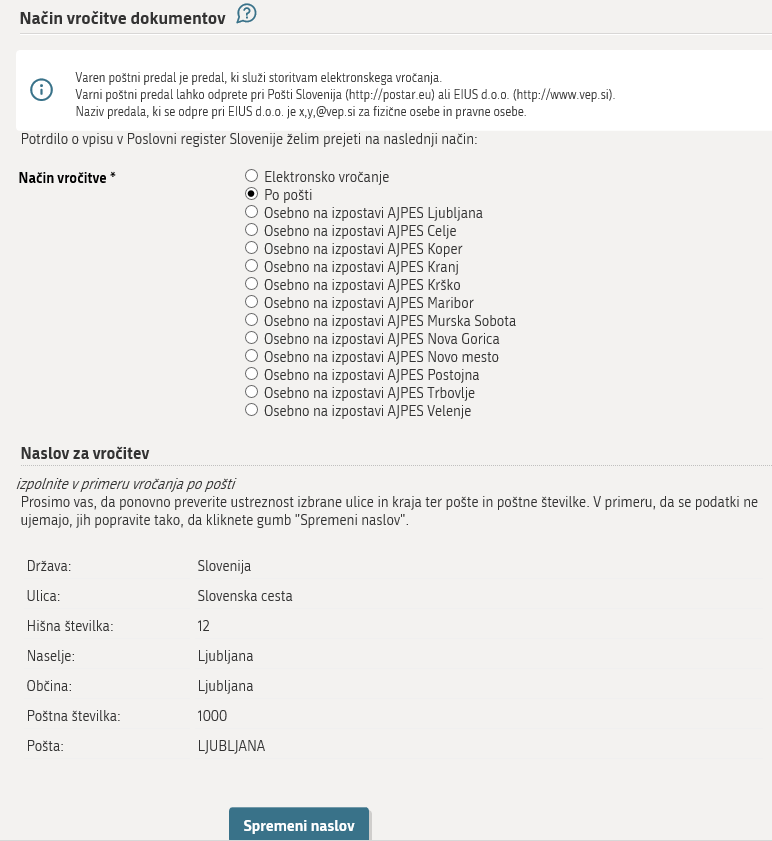 Način vročitve dokumentov
Varen poštni predal je predal, ki služi storitvam elektronskega vročanja.
Varni poštni predal lahko odprete pri Pošti Slovenija (http://postar.eu) ali EIUS d.o.o. (http://www.vep.si).
Naziv predala, ki se odpre pri EIUS d.o.o. je x,y,@vep.si za fizične osebe in pravne osebe.
Potrdilo o vpisu v Poslovni register Slovenije želim prejeti na naslednji način:
Način vročitve *
Elektronsko vročanje
Po pošti
Osebno na izpostavi AJPES Ljubljana
Osebno na izpostavi AJPES Celje
Osebno na izpostavi AJPES Koper
Osebno na izpostavi AJPES Kranj
Osebno na izpostavi AJPES Krško
Osebno na izpostavi AJPES Maribor
Osebno na izpostavi AJPES Murska Sobota
Osebno na izpostavi AJPES Nova Gorica
Osebno na izpostavi AJPES Novo mesto
Osebno na izpostavi AJPES Postojna
Osebno na izpostavi AJPES Trbovlje
Osebno na izpostavi AJPES Velenje
Naslov za vročitev
izpolnite v primeru vročanja po pošti
Prosimo vas, da ponovno preverite ustreznost izbrane ulice in kraja ter pošte in poštne številke. V primeru, da se podatki ne
ujemajo, jih popravite tako, da kliknete gumb "Spremeni naslov".
Država: Slovenija
Ulica: Slovenska cesta
Hišna številka: 12
Naselje: Ljubljana
Občina: Ljubljana
Poštna številka: 1000
Pošta: LJUBLJANA
Spremeni naslov